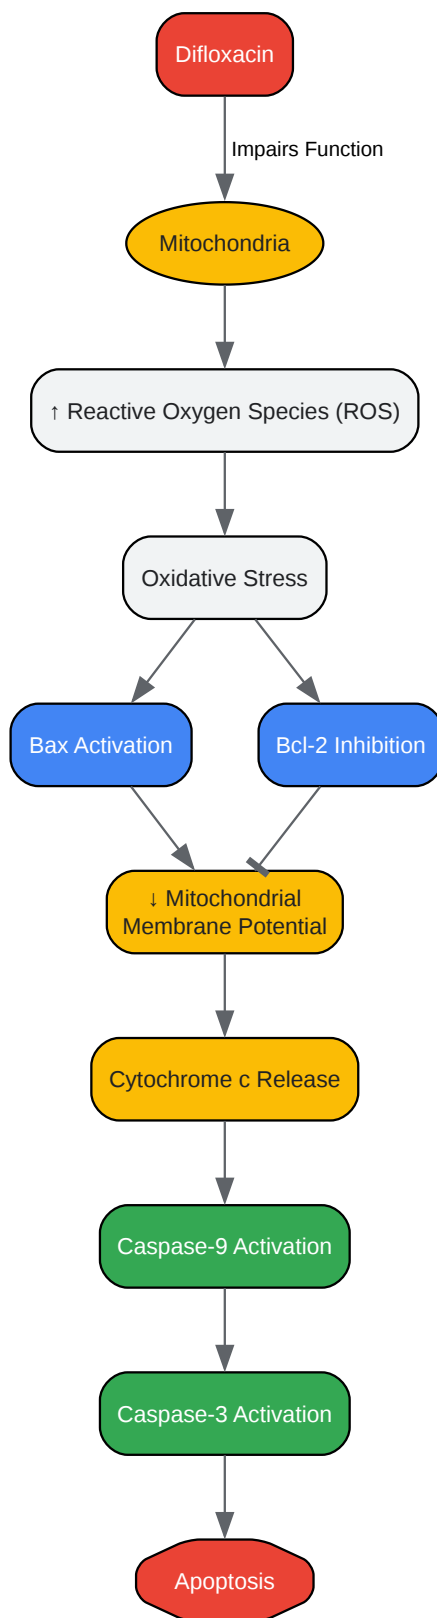 Difloxacin
Impairs Function
Mitochondria
↑ Reactive Oxygen Species (ROS)
Oxidative Stress
Bax Activation
Bcl-2 Inhibition
↓ Mitochondrial
Membrane Potential
Cytochrome c Release
Caspase-9 Activation
Caspase-3 Activation
Apoptosis